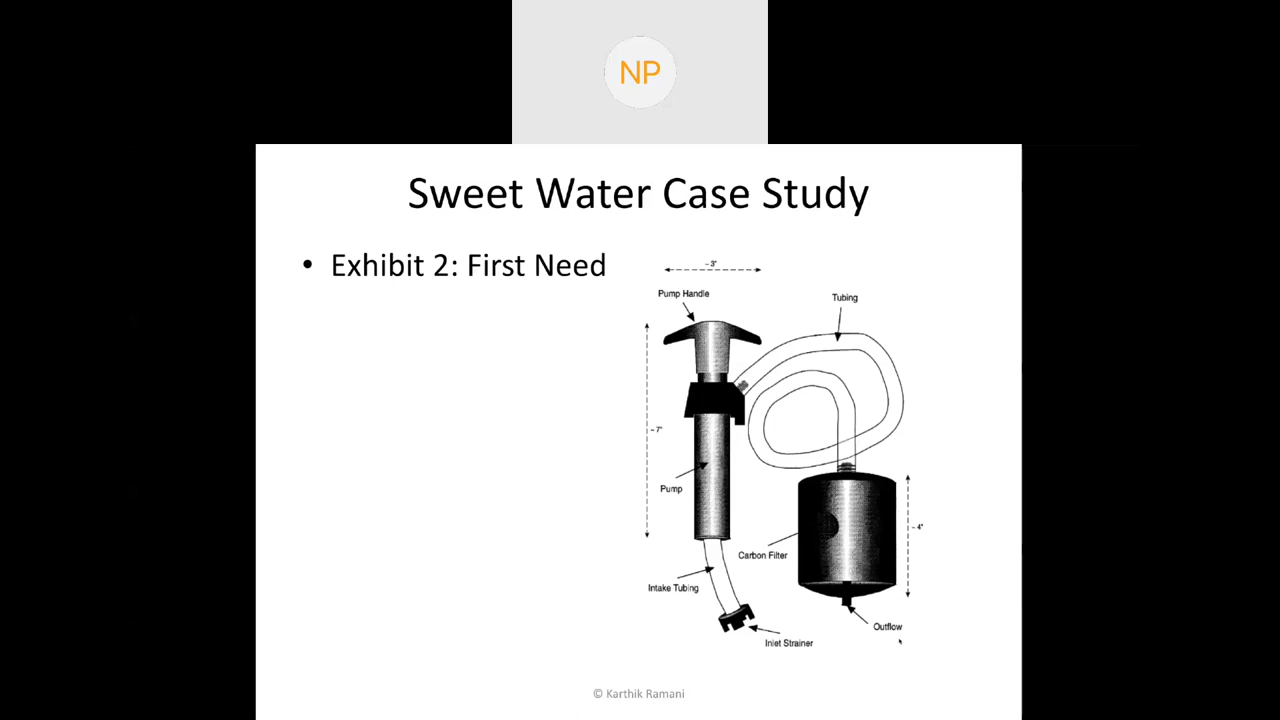 NP
Sweet Water Case Study
• Exhibit 2: First Need
~3"
Pump Handle
Tubing
~7"
Pump
~4"
Carbon Filter
Intake Tubing
Outflow
Inlet Strainer
© Karthik Ramani